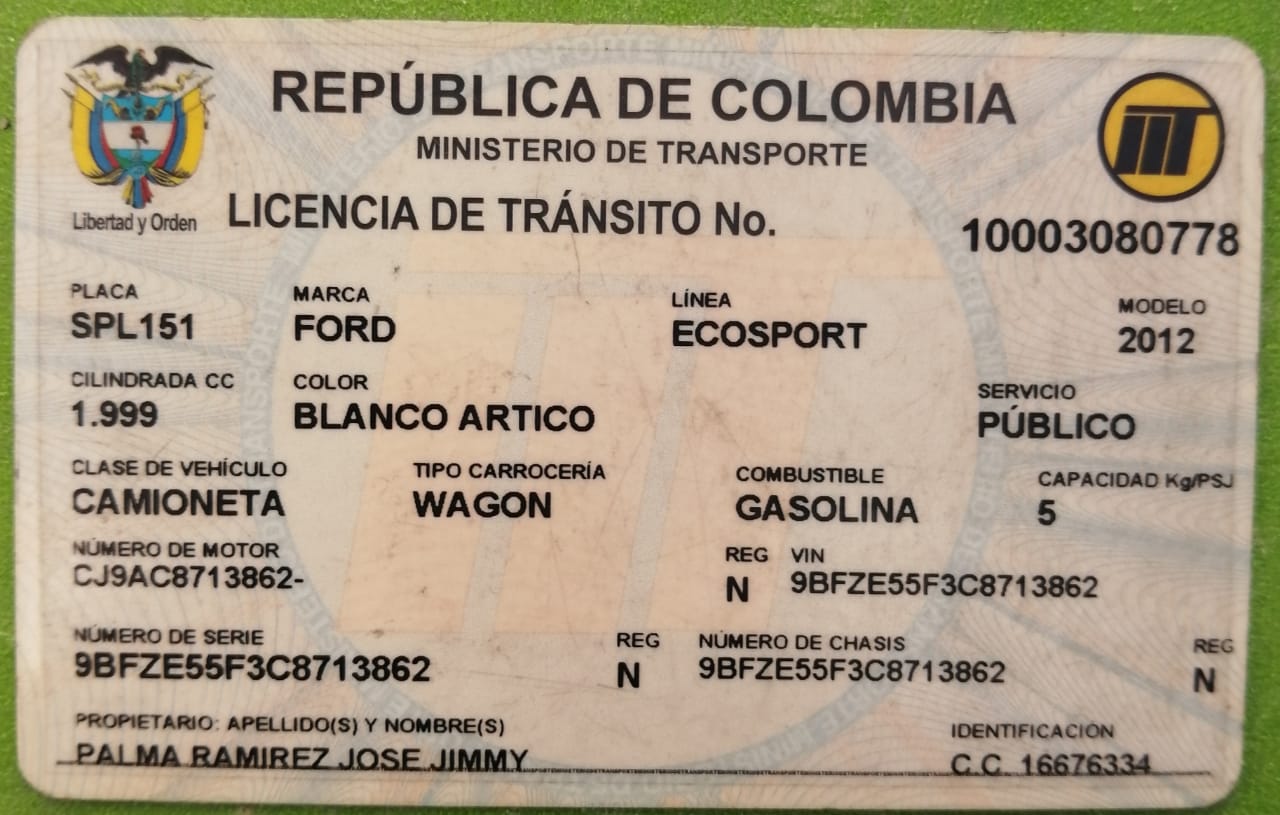 REPÚBLICA DE COLOMBIA
MINISTERIO DE TRANSPORTE
Libertad y Orden
LICENCIA DE TRÁNSITO No.
10003080778
PLACA MARCA LÍNEA MODELO
SPL151 FORD ECOSPORT 2012
CILINDRADA CC COLOR SERVICIO
1.999 BLANCO ARTICO PÚBLICO
CLASE DE VEHÍCULO TIPO CARROCERÍA COMBUSTIBLE CAPACIDAD Kg/PSJ
CAMIONETA WAGON GASOLINA 5
NÚMERO DE MOTOR REG VIN
CJ9AC8713862- N 9BFZE55F3C8713862
NÚMERO DE SERIE REG NÚMERO DE CHASIS REG
9BFZE55F3C8713862 N 9BFZE55F3C8713862 N
PROPIETARIO: APELLIDO(S) Y NOMBRE(S) IDENTIFICACIÓN
PALMA RAMIREZ JOSE JIMMY C.C. 16676334